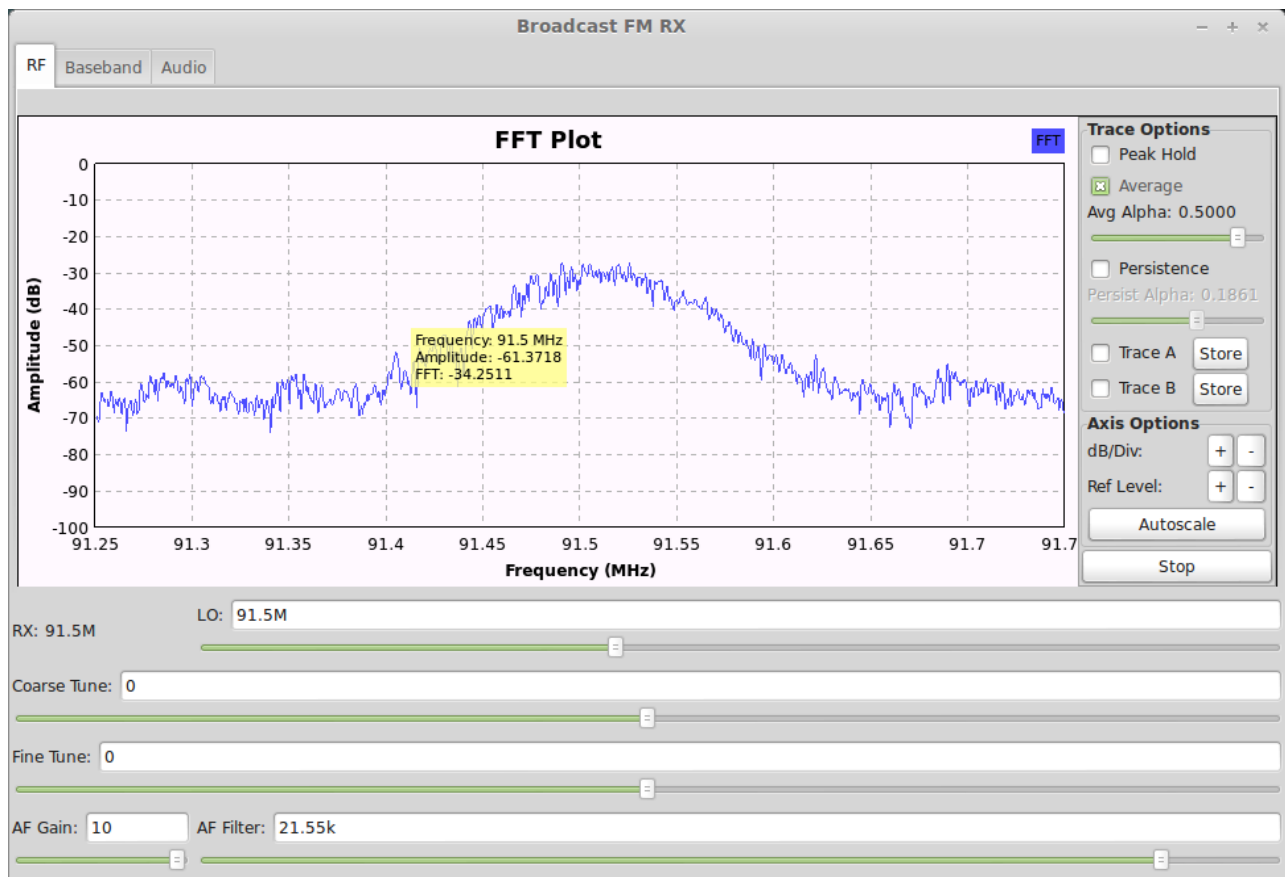 Broadcast FM RX
RF Baseband Audio
FFT Plot
FFT
0
-10
-20
-30
-40
-50
-60
-70
-80
-90
-100
Amplitude (dB)
Frequency: 91.5 MHz
Amplitude: -61.3718
FFT: -34.2511
91.25 91.3 91.35 91.4 91.45 91.5 91.55 91.6 91.65 91.7 91.7
Frequency (MHz)
Trace Options
Peak Hold
Average
Avg Alpha: 0.5000
Persistence
Persist Alpha: 0.1861
Trace A Store
Trace B Store
Axis Options
dB/Div: + -
Ref Level: + -
Autoscale
Stop
LO: 91.5M
RX: 91.5M
Coarse Tune: 0
Fine Tune: 0
AF Gain: 10 AF Filter: 21.55k